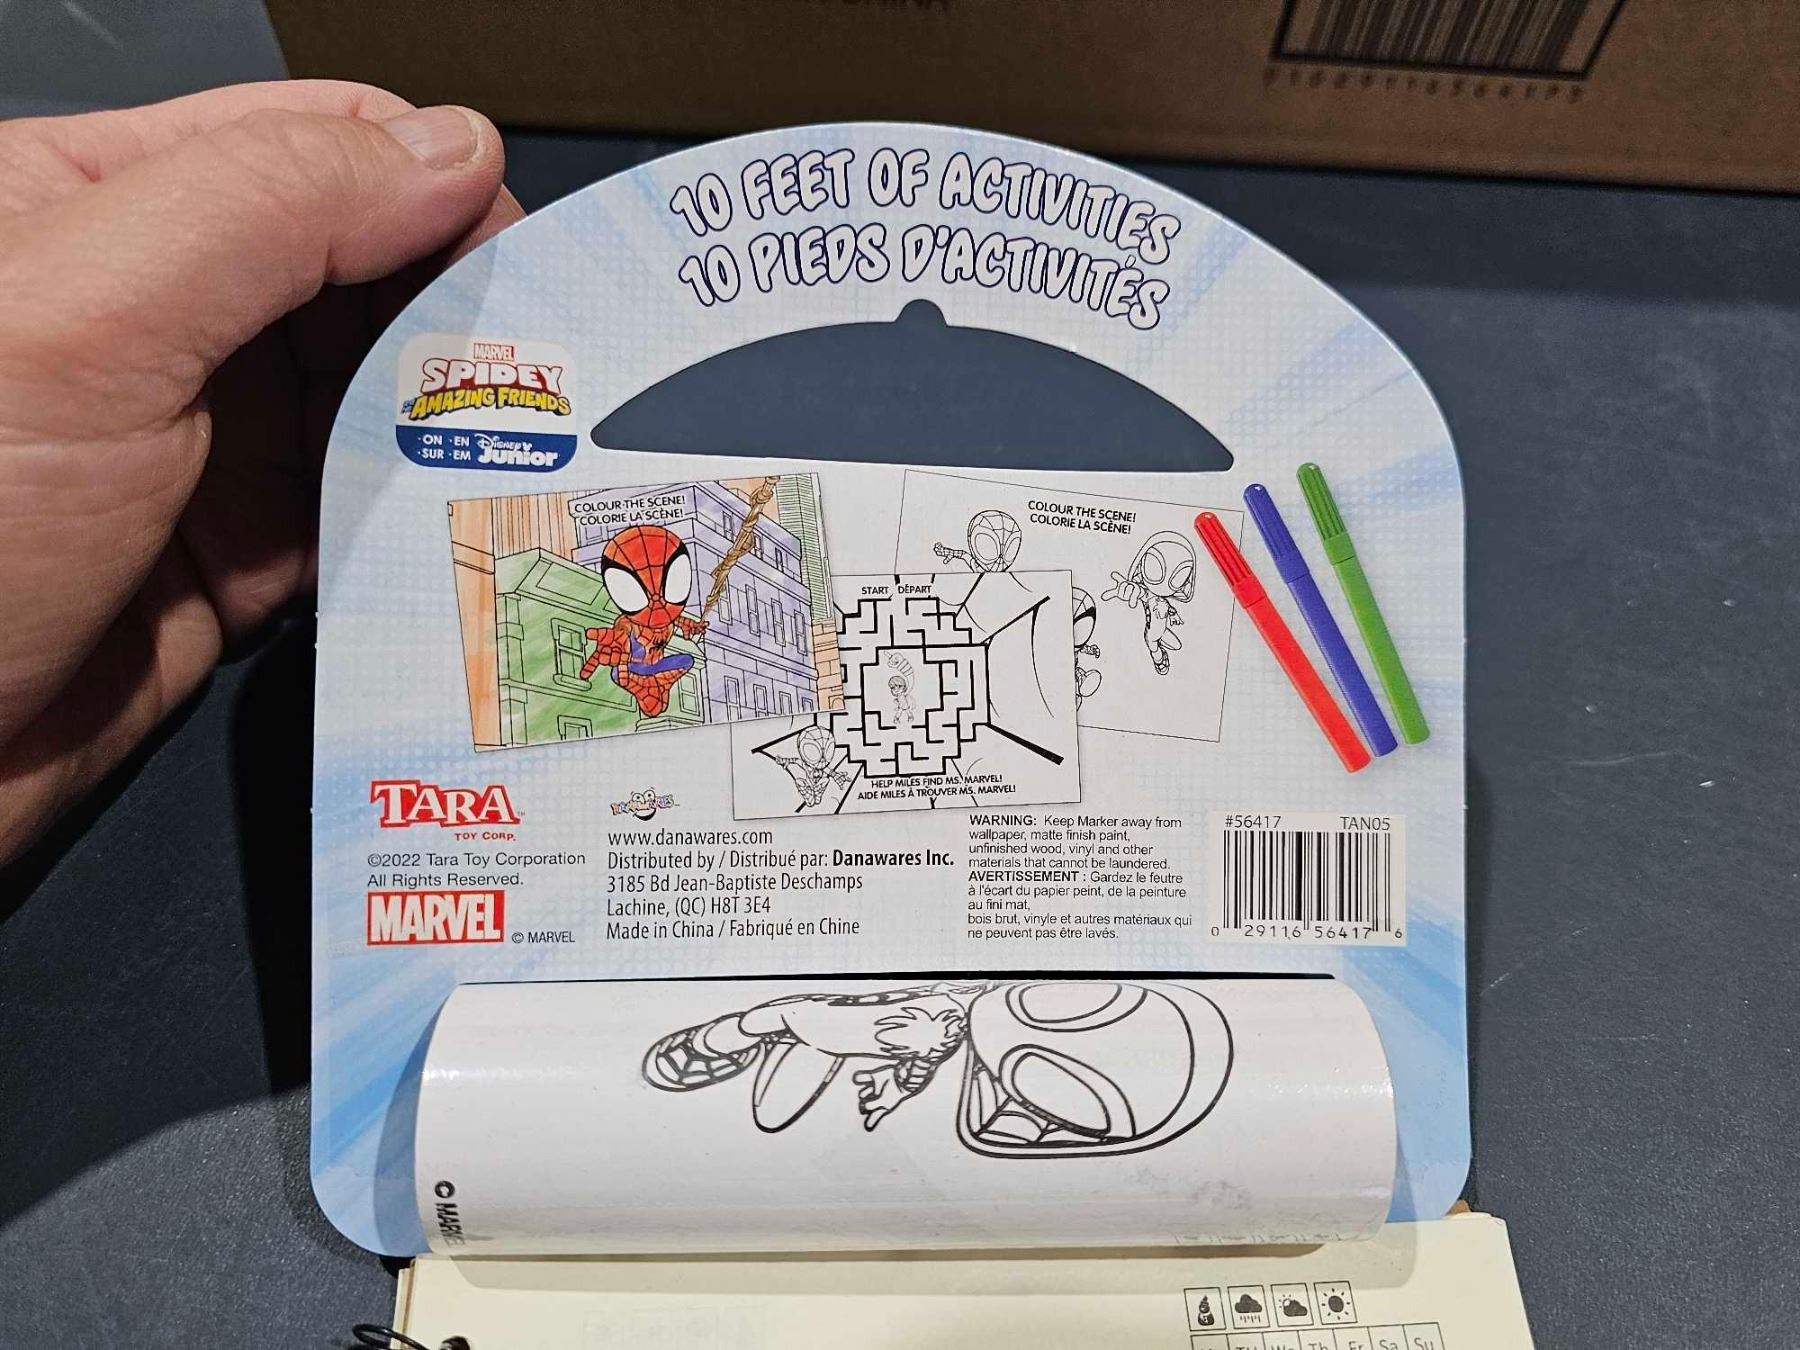 10 FEET OF ACTIVITIES
10 PIEDS D'ACTIVITÉS
MARVEL
SPIDEY
AMAZING FRIENDS
·ON ·EN
·SUR ·EM
Disney
Junior
COLOUR THE SCENE!
COLORIE LA SCÈNE!
COLOUR THE SCENE!
COLORIE LA SCÈNE!
START DÉPART
HELP MILES FIND MS. MARVEL!
AIDE MILES À TROUVER MS. MARVEL!
TARA™
TOY CORP.
©2022 Tara Toy Corporation
All Rights Reserved.
MARVEL
© MARVEL
www.danawares.com
Distributed by / Distribué par: Danawares Inc.
3185 Bd Jean-Baptiste Deschamps
Lachine, (QC) H8T 3E4
Made in China / Fabriqué en Chine
WARNING: Keep Marker away from
wallpaper, matte finish paint,
unfinished wood, vinyl and other
materials that cannot be laundered.
AVERTISSEMENT : Gardez le feutre
à l'écart du papier peint, de la peinture
au fini mat,
bois brut, vinyle et autres matériaux qui
ne peuvent pas être lavés.
#56417 TAN05
0 29116 56417 6
© MARVEL
Th Fr Sa Su